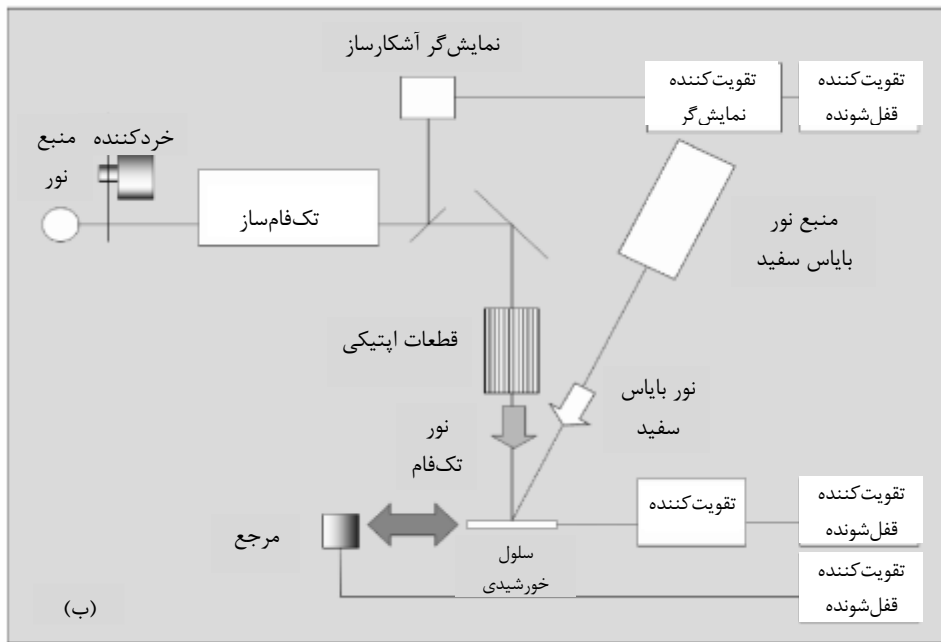 نمایش‌گر آشکارساز
تقویت‌کننده
نمایش‌گر
تقویت‌کننده
قفل‌شونده
منبع
نور
خردکننده
تک‌فام‌ساز
منبع نور
بایاس سفید
قطعات اپتیکی
نور بایاس
سفید
نور
تک‌فام
مرجع
سلول
خورشیدی
تقویت‌کننده
تقویت‌کننده
قفل‌شونده
تقویت‌کننده
قفل‌شونده
(ب)